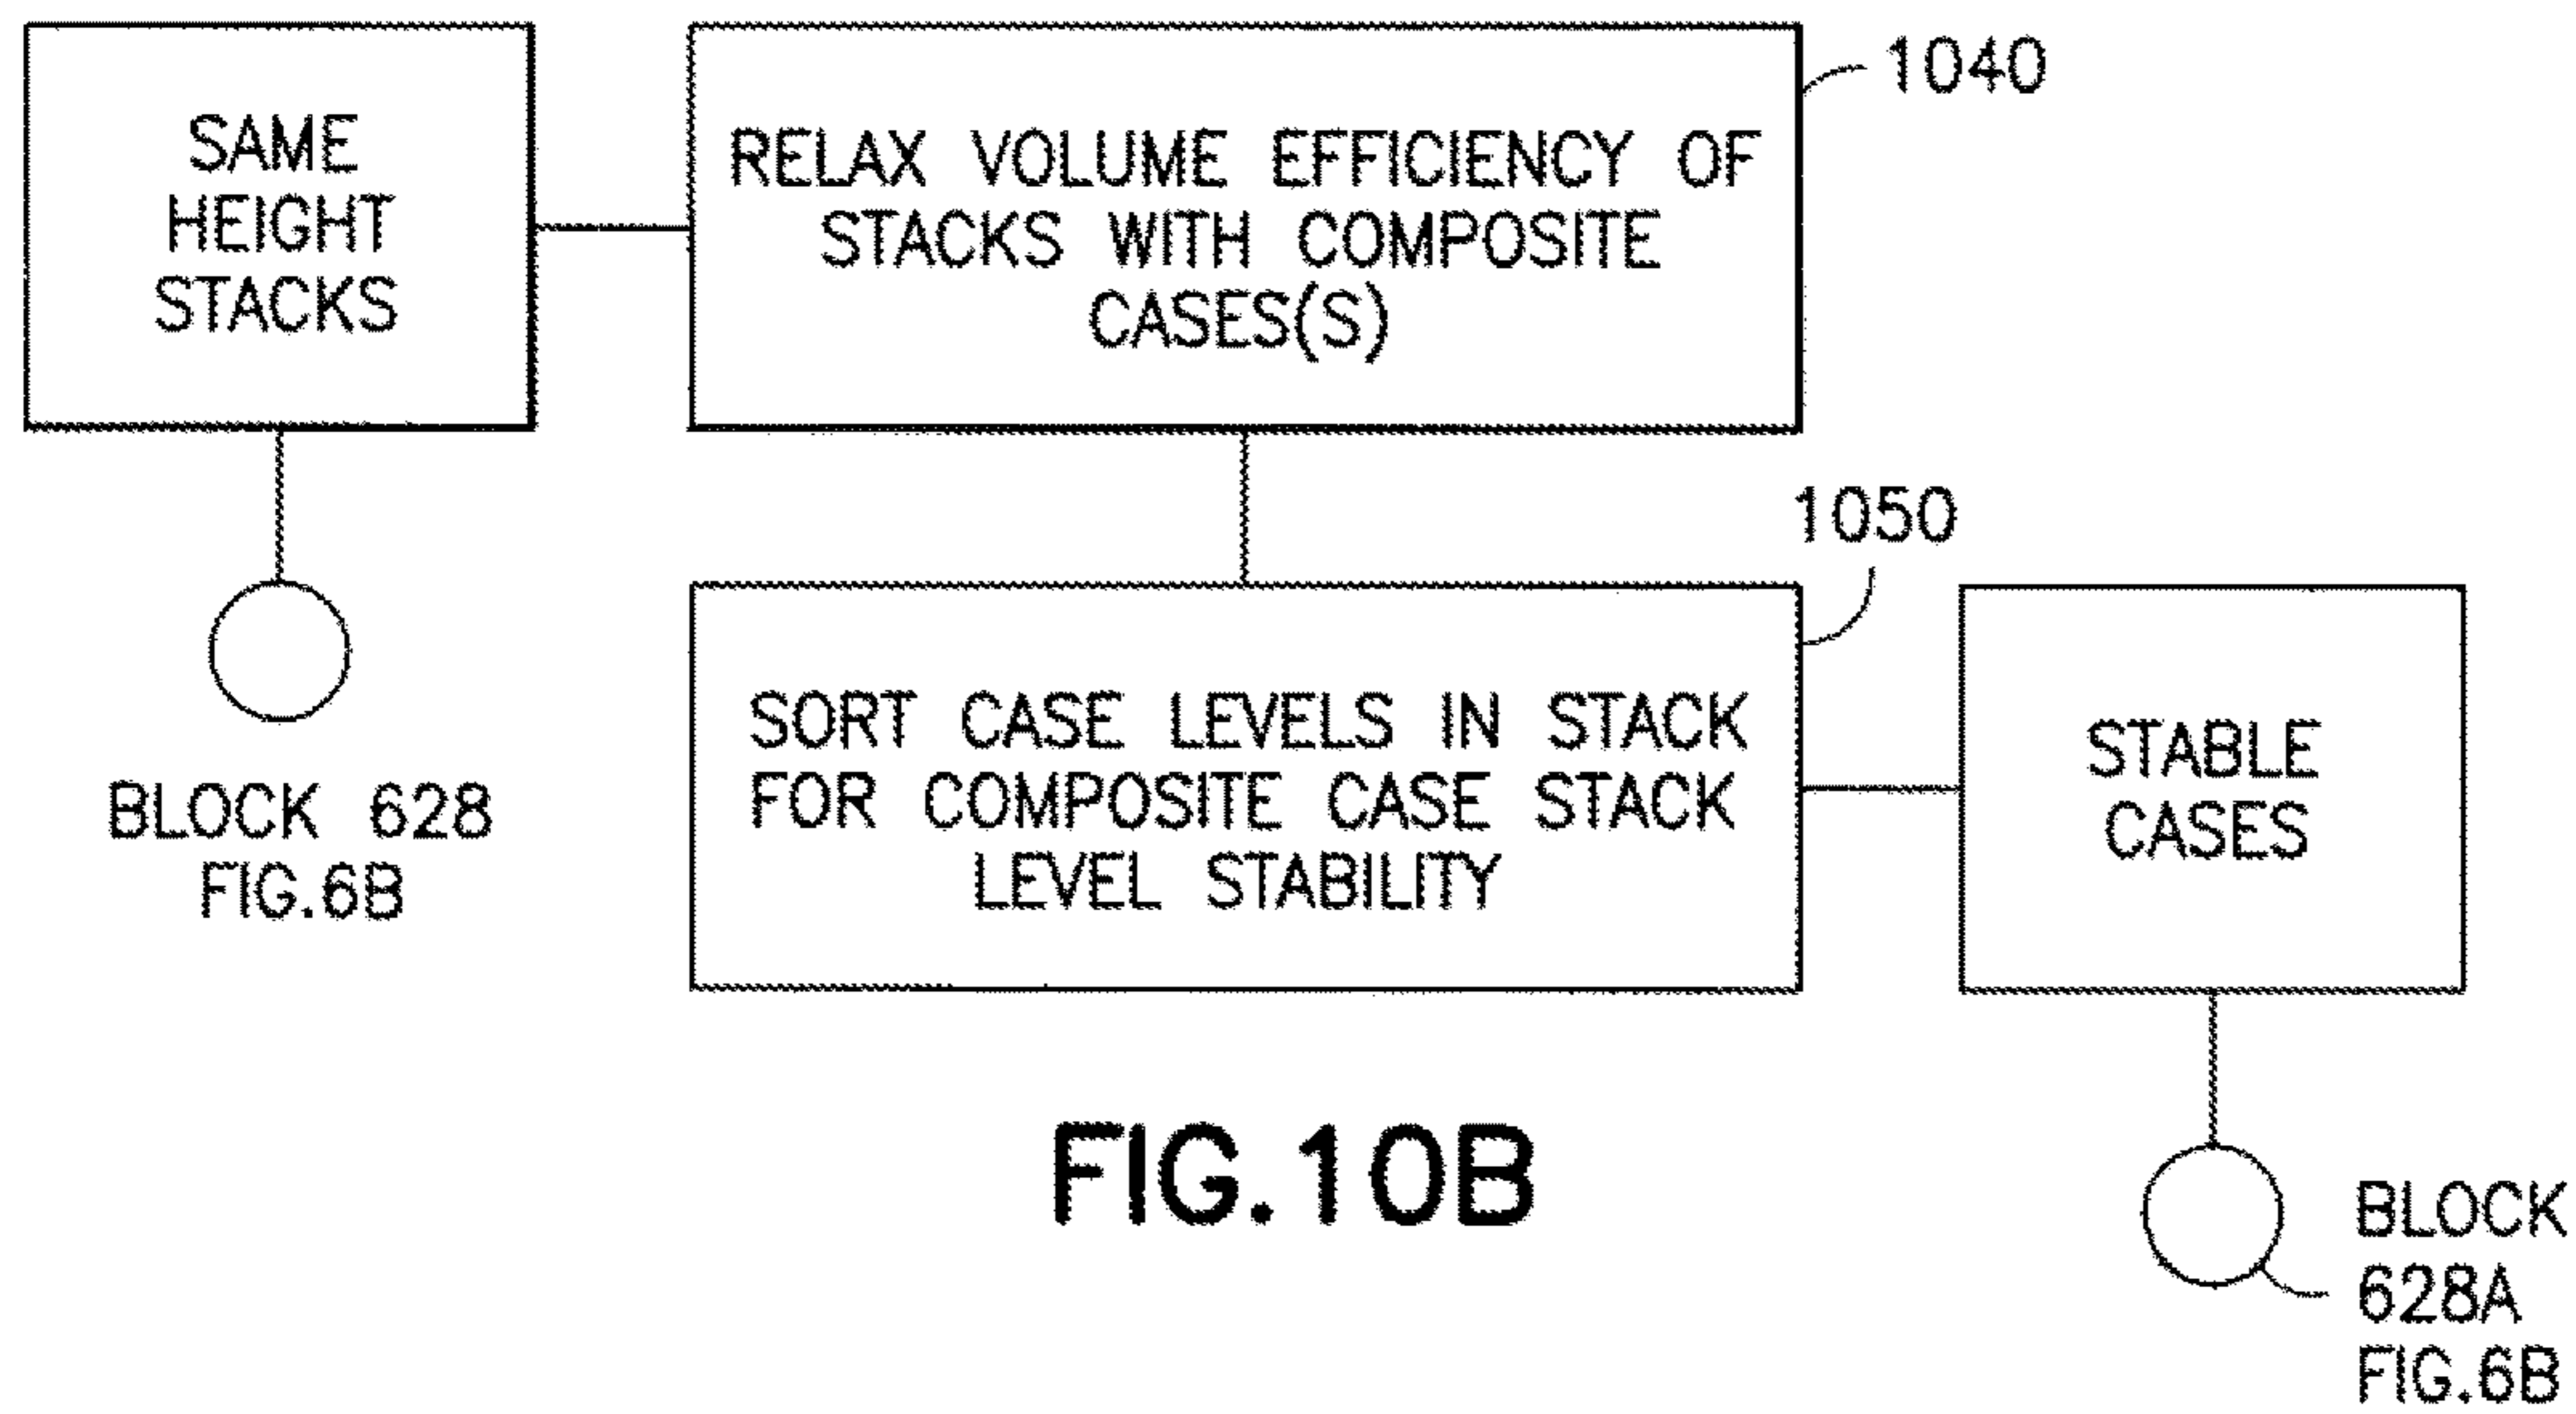 SAME
HEIGHT
STACKS
RELAX VOLUME EFFICIENCY OF
STACKS WITH COMPOSITE
CASES(S)
1040
BLOCK 628
FIG.6B
1050
SORT CASE LEVELS IN STACK
FOR COMPOSITE CASE STACK
LEVEL STABILITY
STABLE
CASES
BLOCK
628A
FIG.6B
FIG.10B